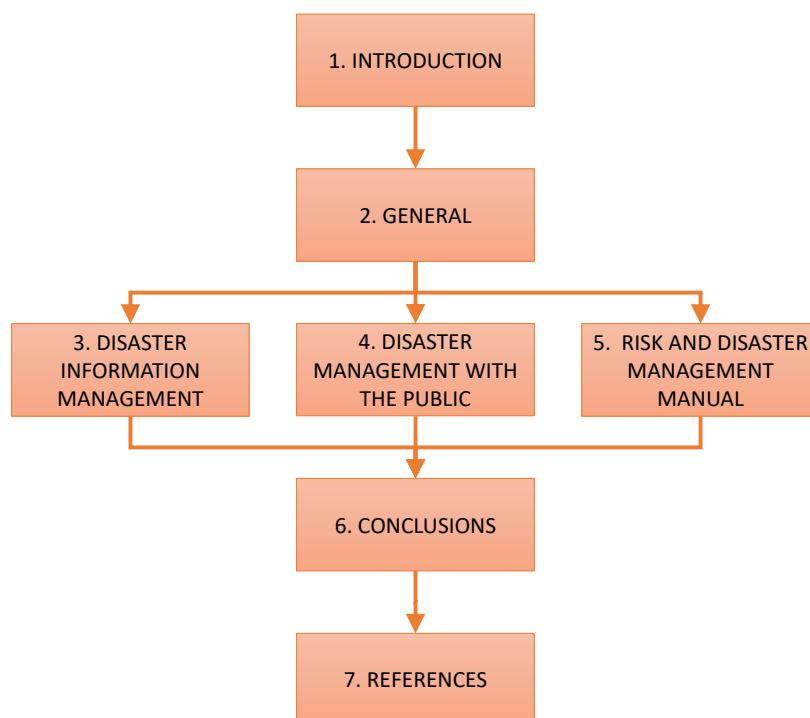 1. INTRODUCTION
2. GENERAL
3. DISASTER
INFORMATION
MANAGEMENT
4. DISASTER
MANAGEMENT WITH
THE PUBLIC
5. RISK AND DISASTER
MANAGEMENT
MANUAL
6. CONCLUSIONS
7. REFERENCES